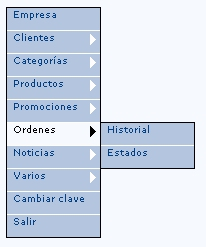 Empresa
Clientes
Categorías
Productos
Promociones
Ordenes
Historial
Noticias
Estados
Varios
Cambiar clave
Salir